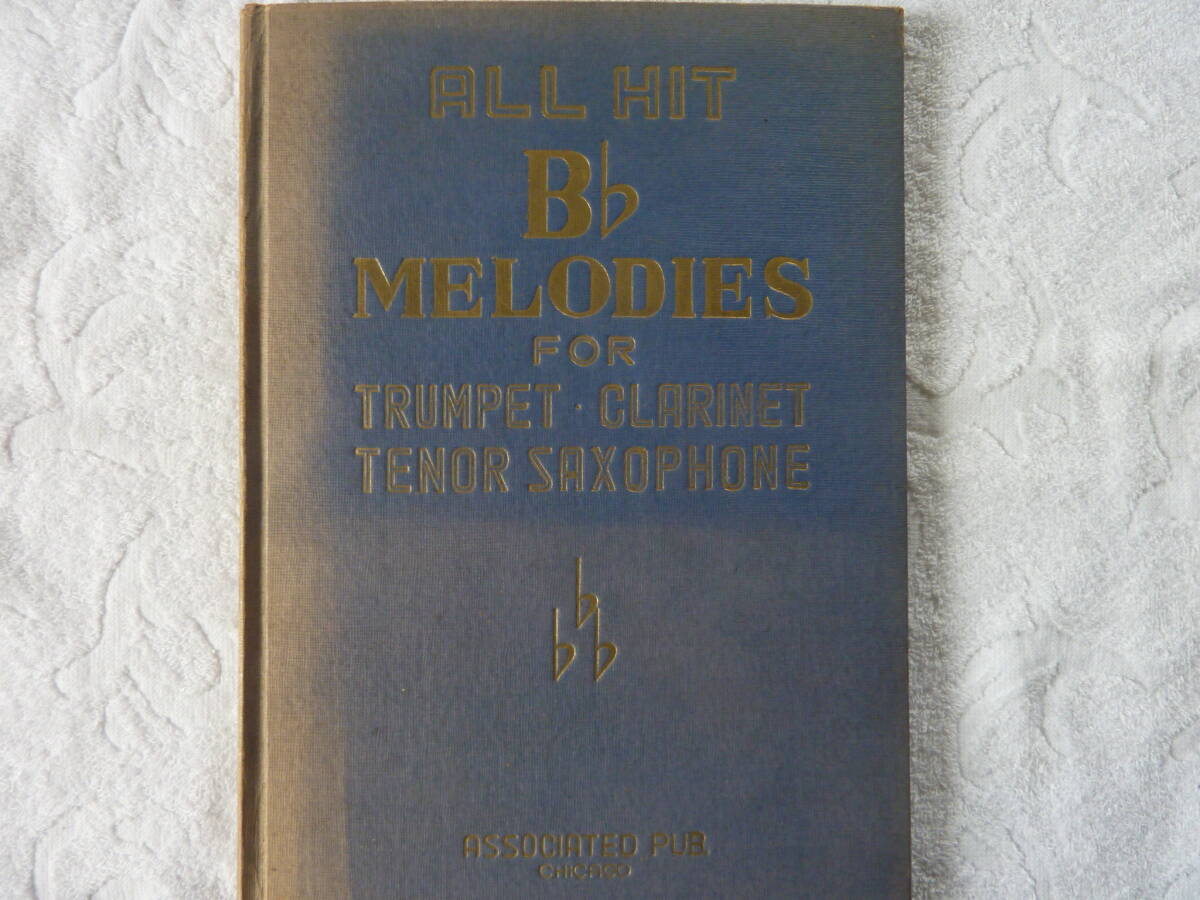 ALL HIT
B♭
MELODIES
FOR
TRUMPET · CLARINET
TENOR SAXOPHONE
♭
♭ ♭
ASSOCIATED PUB.
CHICAGO